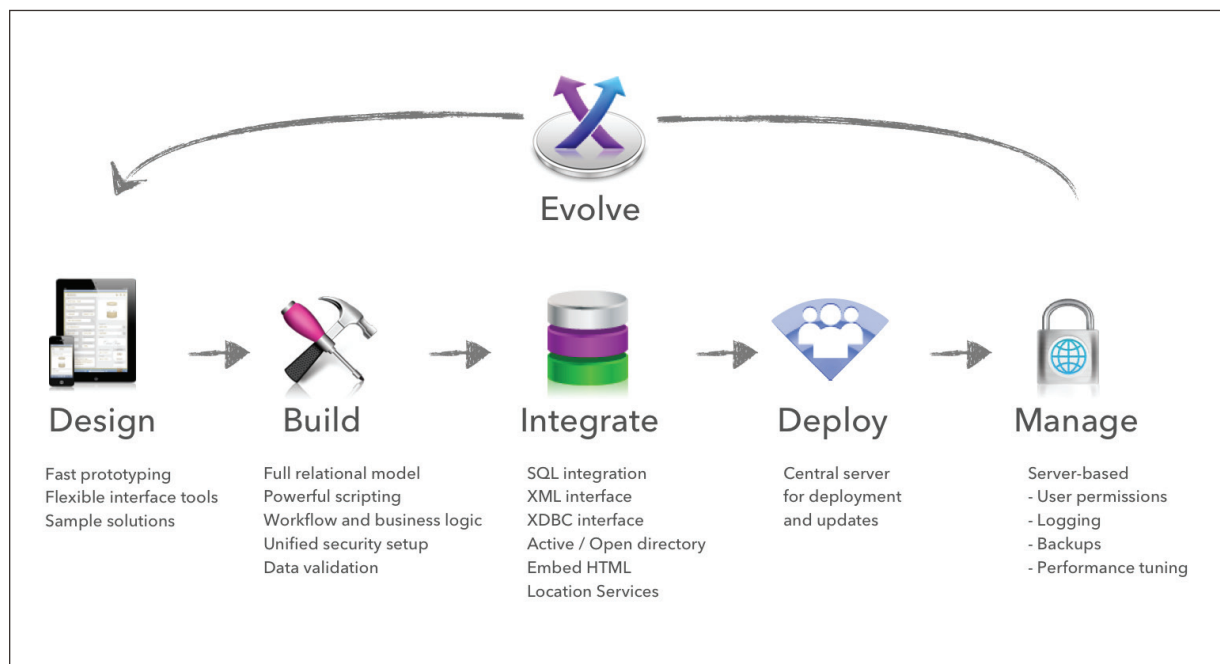 Evolve
Design
Fast prototyping
Flexible interface tools
Sample solutions
Build
Full relational model
Powerful scripting
Workflow and business logic
Unified security setup
Data validation
Integrate
SQL integration
XML interface
XDBC interface
Active / Open directory
Embed HTML
Location Services
Deploy
Central server
for deployment
and updates
Manage
Server-based
- User permissions
- Logging
- Backups
- Performance tuning